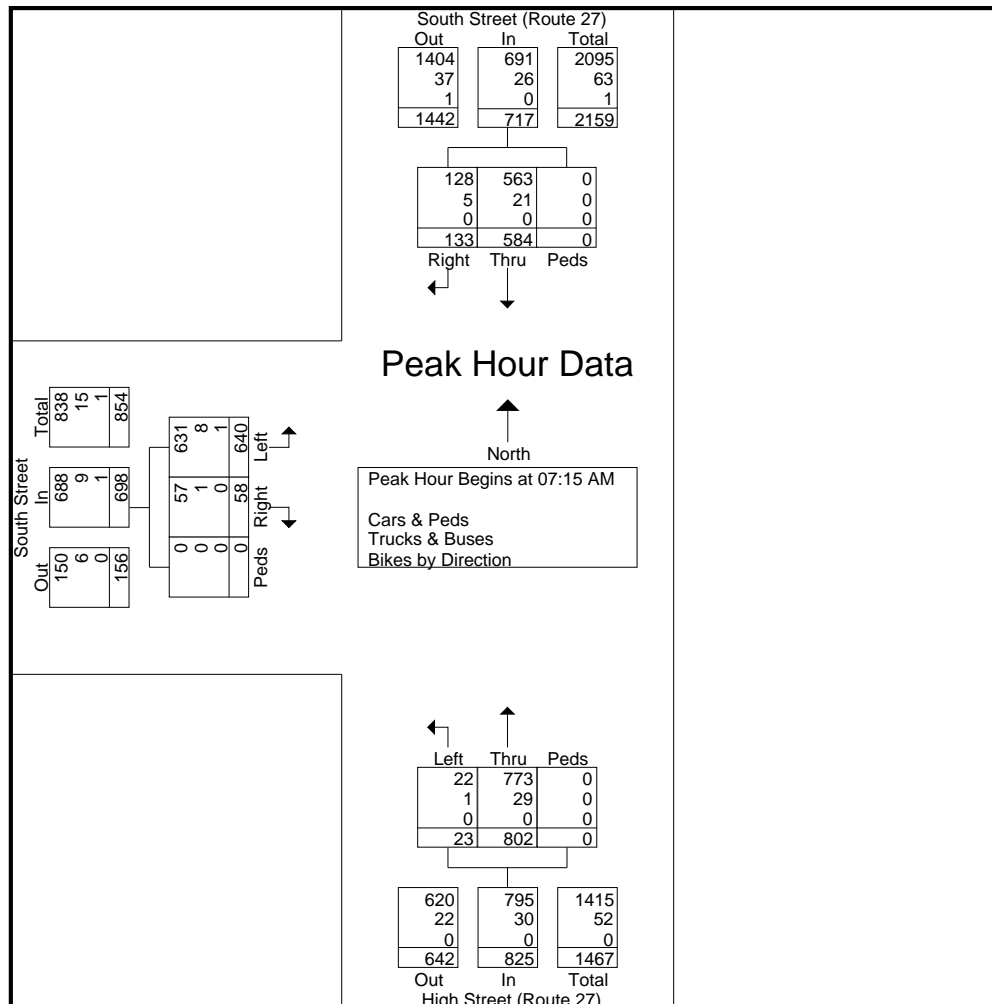 South Street (Route 27)
Out In Total
1404 691 2095
37 26 63
1 0 1
1442 717 2159
128 563 0
5 21 0
0 0 0
133 584 0
Right Thru Peds
Peak Hour Data
North
Peak Hour Begins at 07:15 AM
Cars & Peds
Trucks & Buses
Bikes by Direction
South Street
Out In Total
150 688 838
6 9 15
0 1 1
156 698 854
0 57 631
0 1 8
0 0 1
0 58 640
Peds Right Left
Left Thru Peds
22 773 0
1 29 0
0 0 0
23 802 0
620 795 1415
22 30 52
0 0 0
642 825 1467
Out In Total
High Street (Route 27)